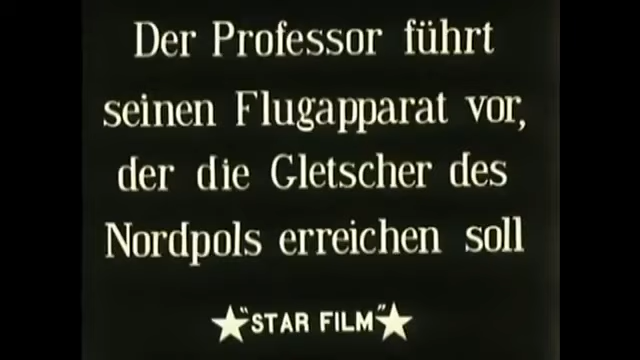 Der Professor führt
seinen Flugapparat vor,
der die Gletscher des
Nordpols erreichen soll
★"STAR FILM"★